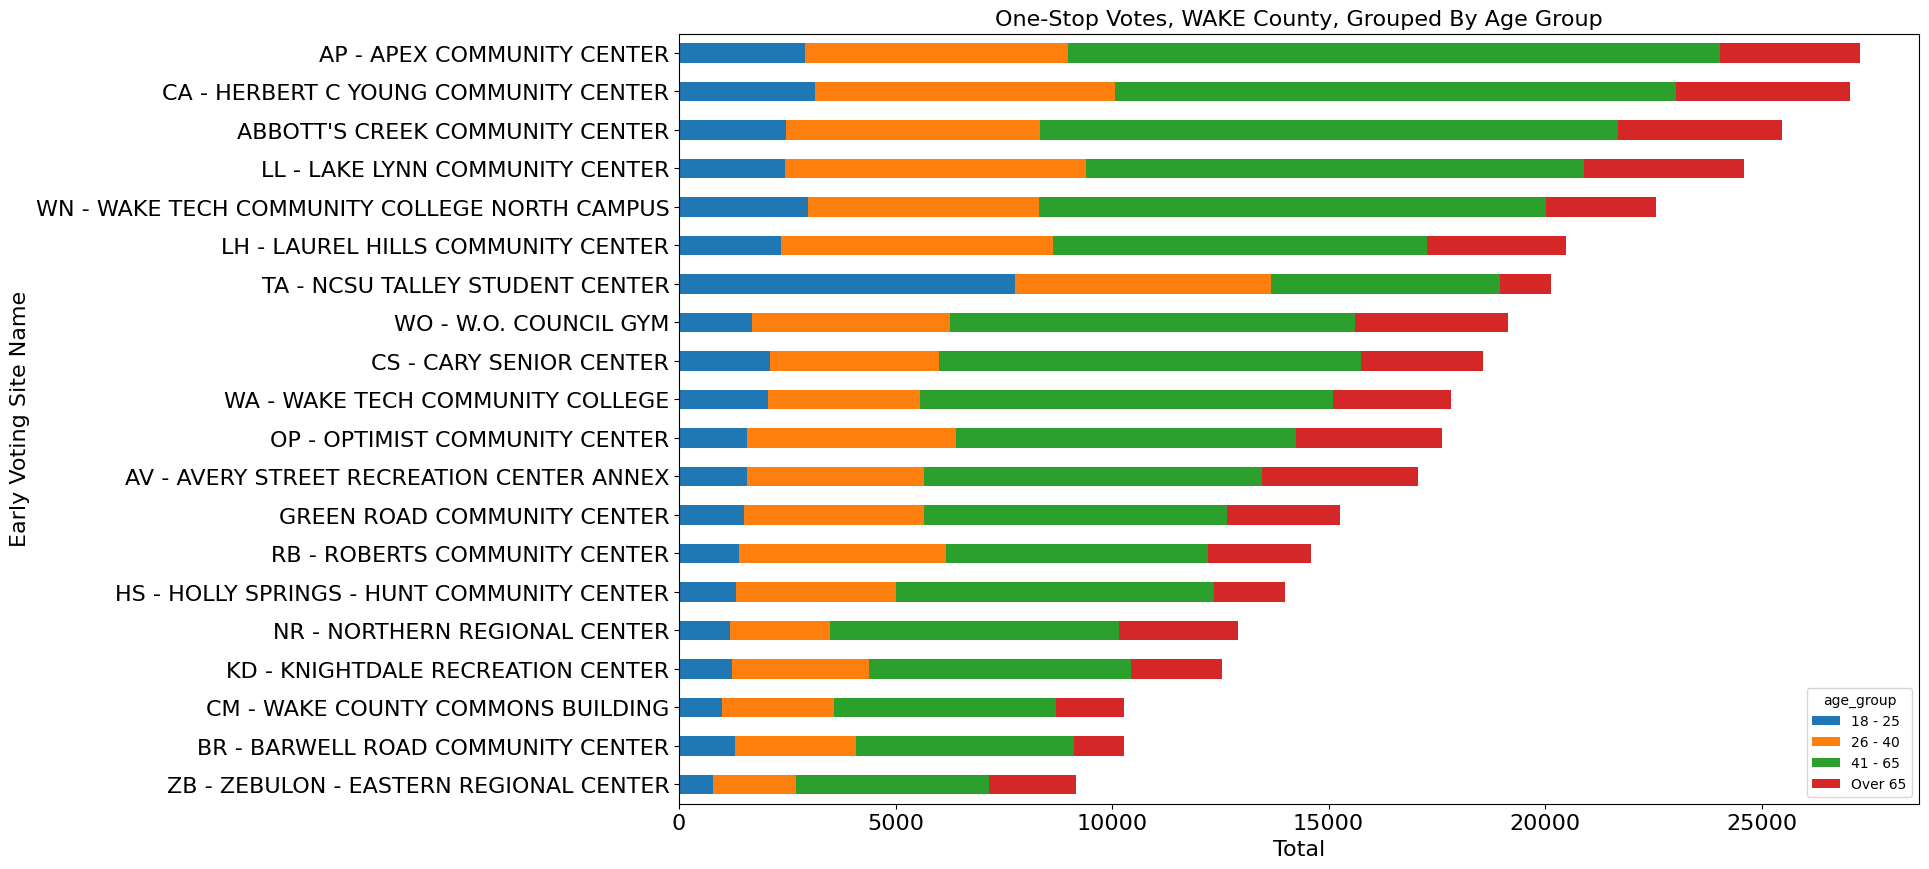 One-Stop Votes, WAKE County, Grouped By Age Group
Early Voting Site Name
AP - APEX COMMUNITY CENTER
CA - HERBERT C YOUNG COMMUNITY CENTER
ABBOTT'S CREEK COMMUNITY CENTER
LL - LAKE LYNN COMMUNITY CENTER
WN - WAKE TECH COMMUNITY COLLEGE NORTH CAMPUS
LH - LAUREL HILLS COMMUNITY CENTER
TA - NCSU TALLEY STUDENT CENTER
WO - W.O. COUNCIL GYM
CS - CARY SENIOR CENTER
WA - WAKE TECH COMMUNITY COLLEGE
OP - OPTIMIST COMMUNITY CENTER
AV - AVERY STREET RECREATION CENTER ANNEX
GREEN ROAD COMMUNITY CENTER
RB - ROBERTS COMMUNITY CENTER
HS - HOLLY SPRINGS - HUNT COMMUNITY CENTER
NR - NORTHERN REGIONAL CENTER
KD - KNIGHTDALE RECREATION CENTER
CM - WAKE COUNTY COMMONS BUILDING
BR - BARWELL ROAD COMMUNITY CENTER
ZB - ZEBULON - EASTERN REGIONAL CENTER
age_group
18 - 25
26 - 40
41 - 65
Over 65
0 5000 10000 15000 20000 25000
Total